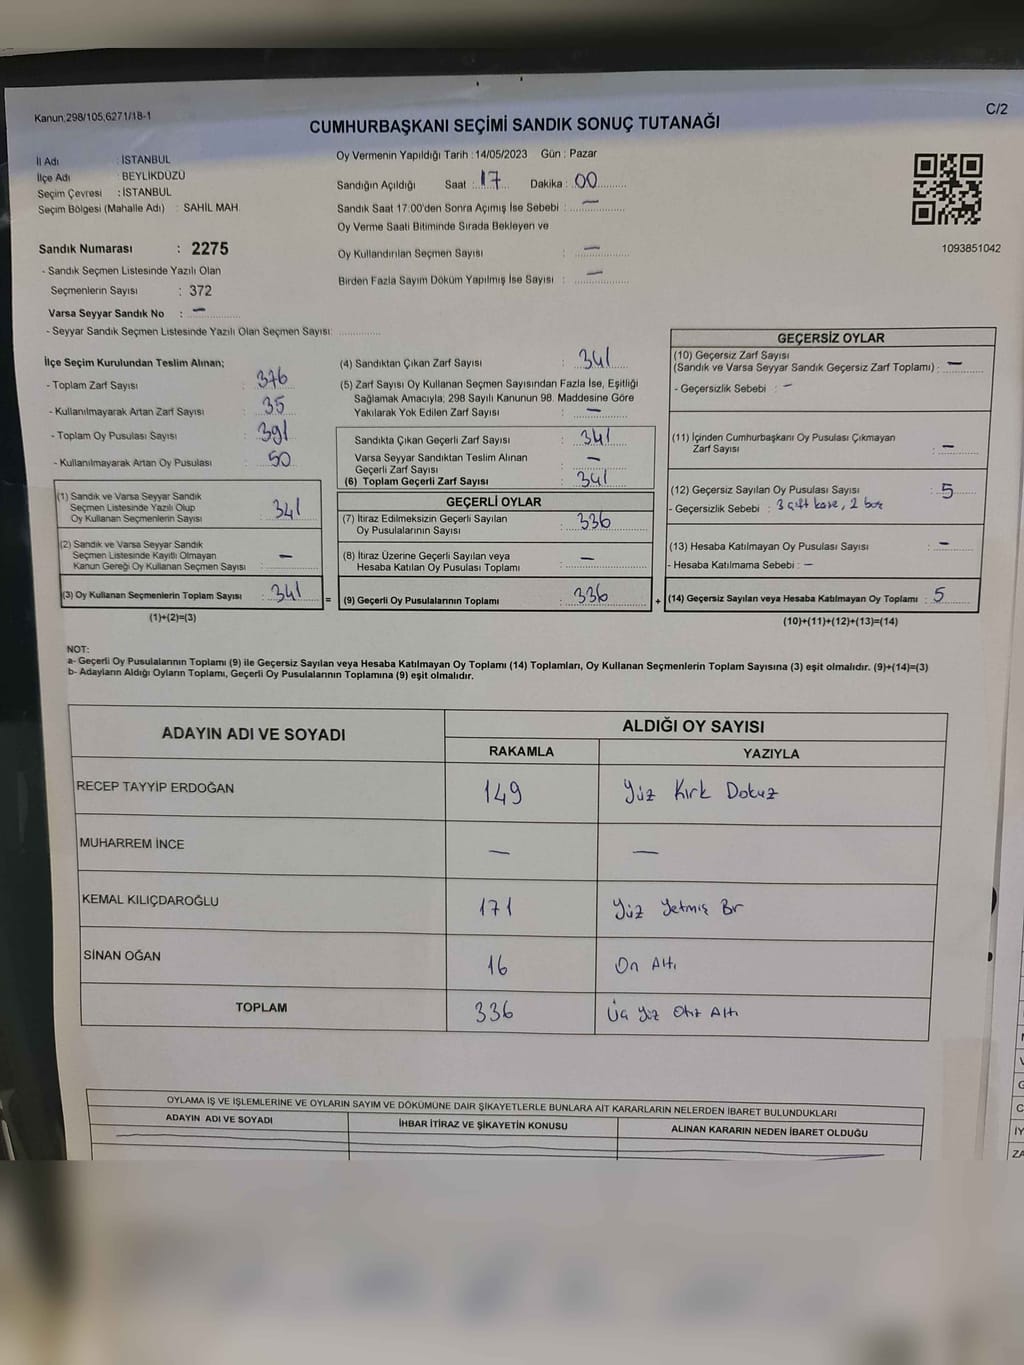 Kanun,298/105,6271/18-1
C/2
CUMHURBAŞKANI SEÇİMİ SANDIK SONUÇ TUTANAĞI
İl Adı : İSTANBUL
İlçe Adı : BEYLİKDÜZÜ
Seçim Çevresi : İSTANBUL
Seçim Bölgesi (Mahalle Adı) : SAHİL MAH.
Oy Vermenin Yapıldığı Tarih : 14/05/2023 Gün : Pazar
Sandığın Açıldığı Saat : 17 Dakika : 00
Sandık Saat 17:00'den Sonra Açımış İse Sebebi : —
Oy Verme Saati Bitiminde Sırada Bekleyen ve
Oy Kullandırılan Seçmen Sayısı : —
Birden Fazla Sayım Döküm Yapılmış İse Sayısı : —
1093851042
Sandık Numarası : 2275
- Sandık Seçmen Listesinde Yazılı Olan
Seçmenlerin Sayısı : 372
Varsa Seyyar Sandık No : —
- Seyyar Sandık Seçmen Listesinde Yazılı Olan Seçmen Sayısı:
İlçe Seçim Kurulundan Teslim Alınan;
- Toplam Zarf Sayısı : 376
- Kullanılmayarak Artan Zarf Sayısı : 35
- Toplam Oy Pusulası Sayısı : 391
- Kullanılmayarak Artan Oy Pusulası : 50
(1) Sandık ve Varsa Seyyar Sandık
Seçmen Listesinde Yazılı Olup
Oy Kullanan Seçmenlerin Sayısı : 341
(2) Sandık ve Varsa Seyyar Sandık
Seçmen Listesinde Kayıtlı Olmayan
Kanun Gereği Oy Kullanan Seçmen Sayısı : —
(3) Oy Kullanan Seçmenlerin Toplam Sayısı : 341 =
(1)+(2)=(3)
(4) Sandıktan Çıkan Zarf Sayısı : 341
(5) Zarf Sayısı Oy Kullanan Seçmen Sayısından Fazla İse, Eşitliği
Sağlamak Amacıyla; 298 Sayılı Kanunun 98. Maddesine Göre
Yakılarak Yok Edilen Zarf Sayısı : —
Sandıkta Çıkan Geçerli Zarf Sayısı : 341
Varsa Seyyar Sandıktan Teslim Alınan
Geçerli Zarf Sayısı : —
(6) Toplam Geçerli Zarf Sayısı : 341
GEÇERLİ OYLAR
(7) İtiraz Edilmeksizin Geçerli Sayılan
Oy Pusulalarının Sayısı : 336
(8) İtiraz Üzerine Geçerli Sayılan veya
Hesaba Katılan Oy Pusulası Toplamı : —
(9) Geçerli Oy Pusulalarının Toplamı : 336 +
GEÇERSİZ OYLAR
(10) Geçersiz Zarf Sayısı
(Sandık ve Varsa Seyyar Sandık Geçersiz Zarf Toplamı) : —
- Geçersizlik Sebebi : —
(11) İçinden Cumhurbaşkanı Oy Pusulası Çıkmayan
Zarf Sayısı : —
(12) Geçersiz Sayılan Oy Pusulası Sayısı : 5
- Geçersizlik Sebebi : 3 çift kaşe, 2 boş
(13) Hesaba Katılmayan Oy Pusulası Sayısı : —
- Hesaba Katılmama Sebebi : —
(14) Geçersiz Sayılan veya Hesaba Katılmayan Oy Toplamı : 5
(10)+(11)+(12)+(13)=(14)
NOT:
a- Geçerli Oy Pusulalarının Toplamı (9) ile Geçersiz Sayılan veya Hesaba Katılmayan Oy Toplamı (14) Toplamları, Oy Kullanan Seçmenlerin Toplam Sayısına (3) eşit olmalıdır. (9)+(14)=(3)
b- Adayların Aldığı Oyların Toplamı, Geçerli Oy Pusulalarının Toplamına (9) eşit olmalıdır.
ADAYIN ADI VE SOYADI
ALDIĞI OY SAYISI
RAKAMLA YAZIYLA
RECEP TAYYİP ERDOĞAN 149 Yüz Kırk Dokuz
MUHARREM İNCE — —
KEMAL KILIÇDAROĞLU 171 Yüz Yetmiş Bir
SİNAN OĞAN 16 On Altı
TOPLAM 336 Üç Yüz Otuz Altı
OYLAMA İŞ VE İŞLEMLERİNE VE OYLARIN SAYIM VE DÖKÜMÜNE DAİR ŞİKAYETLERLE BUNLARA AİT KARARLARIN NELERDEN İBARET BULUNDUKLARI
ADAYIN ADI VE SOYADI İHBAR İTİRAZ VE ŞİKAYETİN KONUSU ALINAN KARARIN NEDEN İBARET OLDUĞU